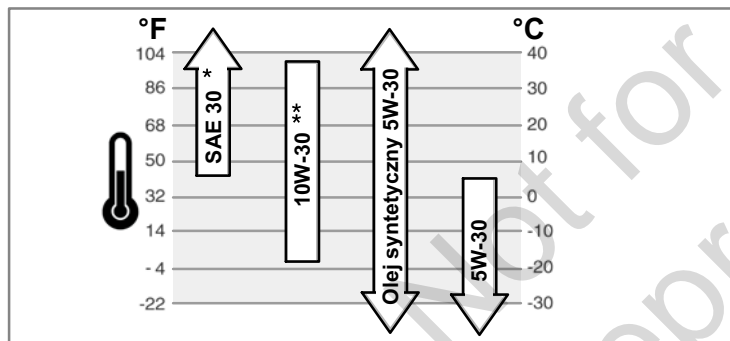 °F °C
104 40
86 30
68 20
50 10
32 0
14 -10
- 4 -20
-22 -30
SAE 30 *
10W-30 **
Olej syntetyczny 5W-30
5W-30
Not for